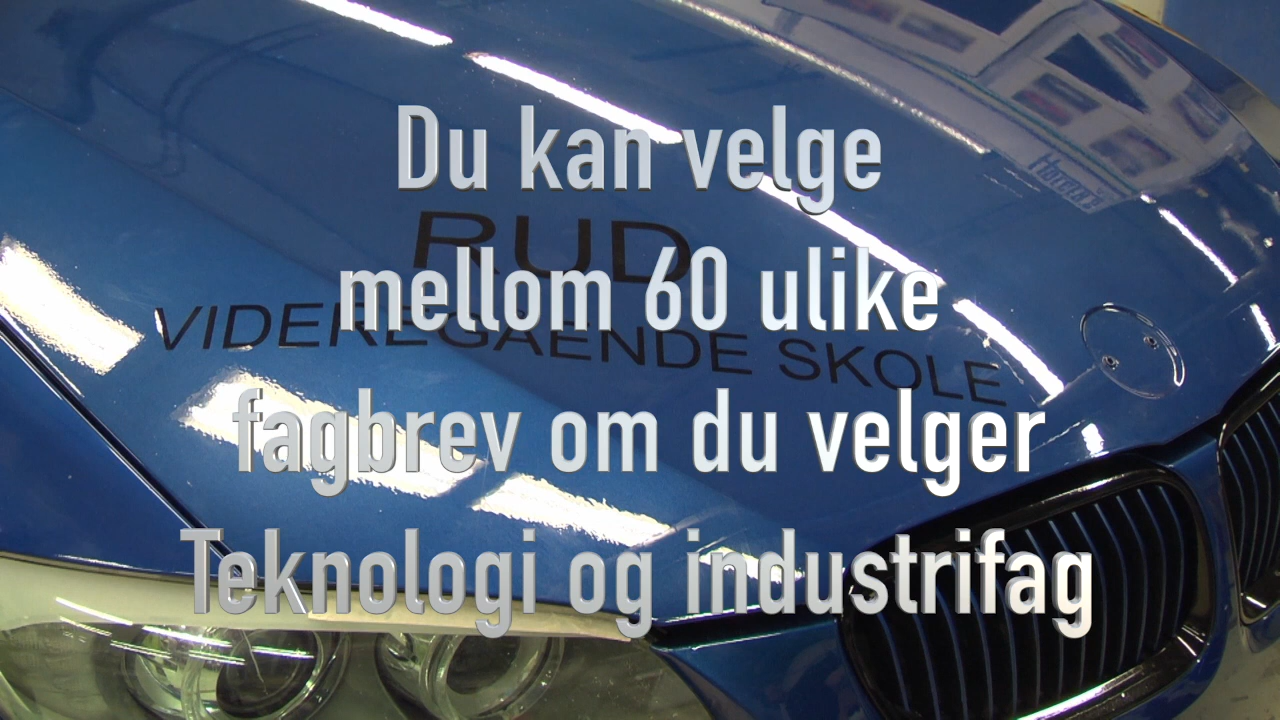 Du kan velge
RUD
mellom 60 ulike
VIDEREGÅENDE SKOLE
fagbrev om du velger
Teknologi og industrifag